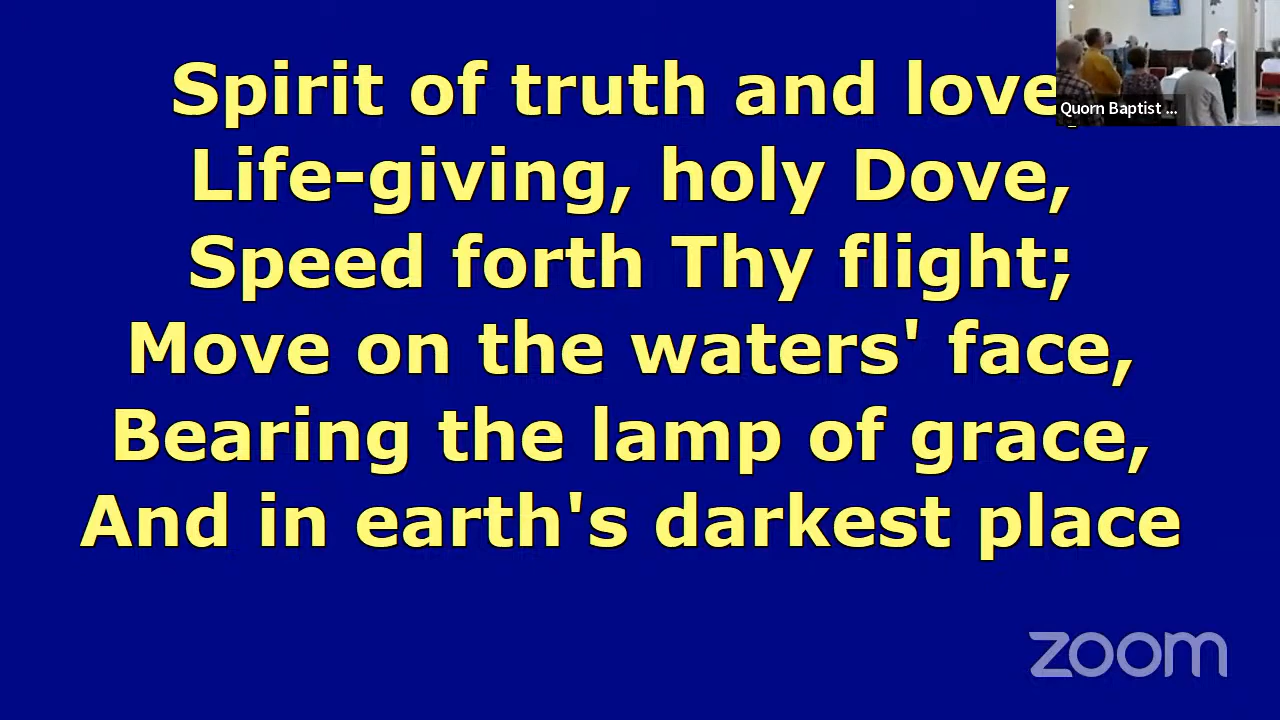 Spirit of truth and love,
Life-giving, holy Dove,
Speed forth Thy flight;
Move on the waters' face,
Bearing the lamp of grace,
And in earth's darkest place
Quorn Baptist ...
zoom